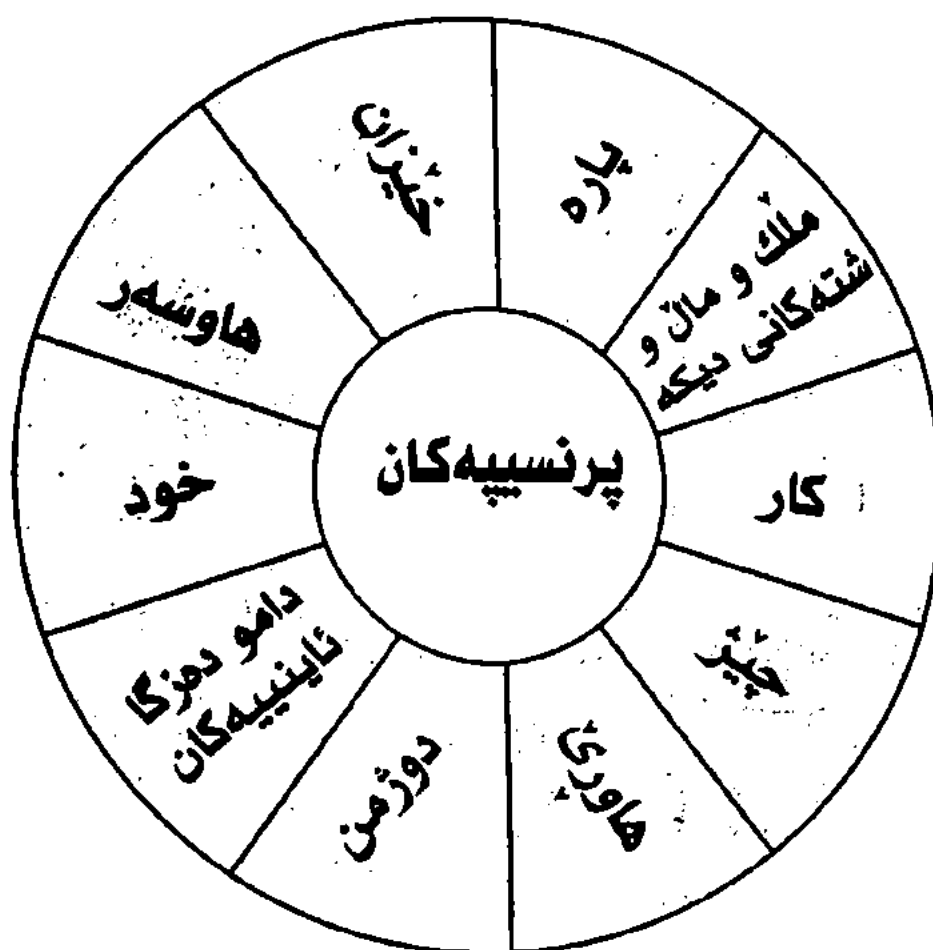 پرنسیپەکان
پارە
مڵك و ماڵ و
شتەکانی دیکە
کار
چێژ
هاوڕێ
دوژمن
دامو دەزگا
ئاینییەکان
خود
هاوسەر
خێزان